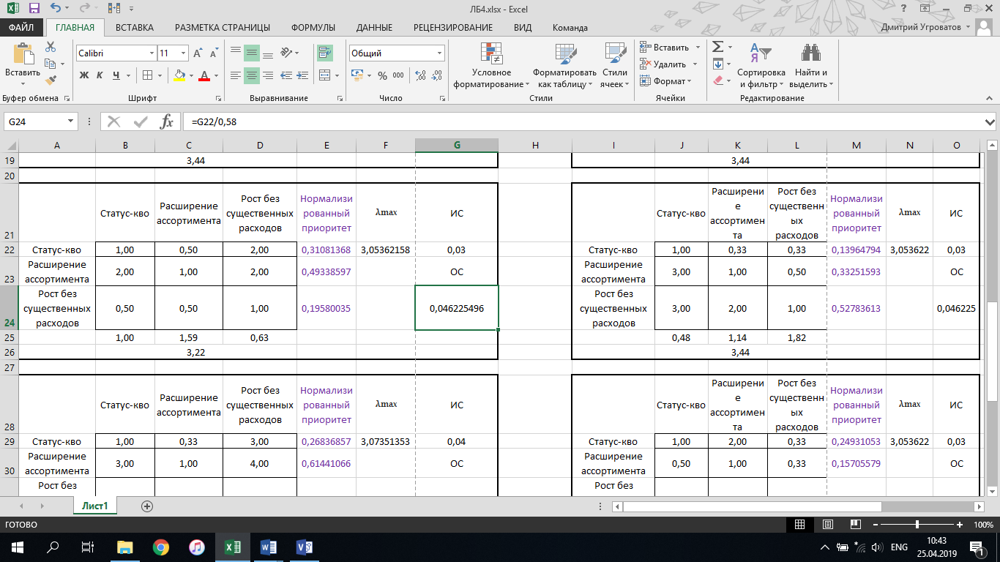 ЛБ4.xlsx - Excel
ФАЙЛ ГЛАВНАЯ ВСТАВКА РАЗМЕТКА СТРАНИЦЫ ФОРМУЛЫ ДАННЫЕ РЕЦЕНЗИРОВАНИЕ ВИД Команда Дмитрий Угроватов
Вставить
Буфер обмена
Calibri 11
Ж К Ч
Шрифт
Выравнивание
Общий
% 000
Число
Условное форматирование
Форматировать как таблицу
Стили ячеек
Стили
Вставить
Удалить
Формат
Ячейки
Сортировка и фильтр
Найти и выделить
Редактирование
G24 fx =G22/0,58
A B C D E F G H I J K L M N O
19 3,44 3,44
20
21 Статус-кво Расширение ассортимента Рост без существенных расходов Нормализированный приоритет λmax ИС Статус-кво Расширение ассортимента Рост без существенных расходов Нормализированный приоритет λmax ИС
22 Статус-кво 1,00 0,50 2,00 0,31081368 3,05362158 0,03 Статус-кво 1,00 0,33 0,33 0,13964794 3,053622 0,03
23 Расширение ассортимента 2,00 1,00 2,00 0,49338597 ОС Расширение ассортимента 3,00 1,00 0,50 0,33251593 ОС
24 Рост без существенных расходов 0,50 0,50 1,00 0,19580035 0,046225496 Рост без существенных расходов 3,00 2,00 1,00 0,52783613 0,046225
25 1,00 1,59 0,63 0,48 1,14 1,82
26 3,22 3,44
27
28 Статус-кво Расширение ассортимента Рост без существенных расходов Нормализированный приоритет λmax ИС Статус-кво Расширение ассортимента Рост без существенных расходов Нормализированный приоритет λmax ИС
29 Статус-кво 1,00 0,33 3,00 0,26836857 3,07351353 0,04 Статус-кво 1,00 2,00 0,33 0,24931053 3,053622 0,03
30 Расширение ассортимента 3,00 1,00 4,00 0,61441066 ОС Расширение ассортимента 0,50 1,00 0,33 0,15705579 ОС
Рост без Рост без
Лист1
ГОТОВО 100%
ENG 10:43
25.04.2019 1